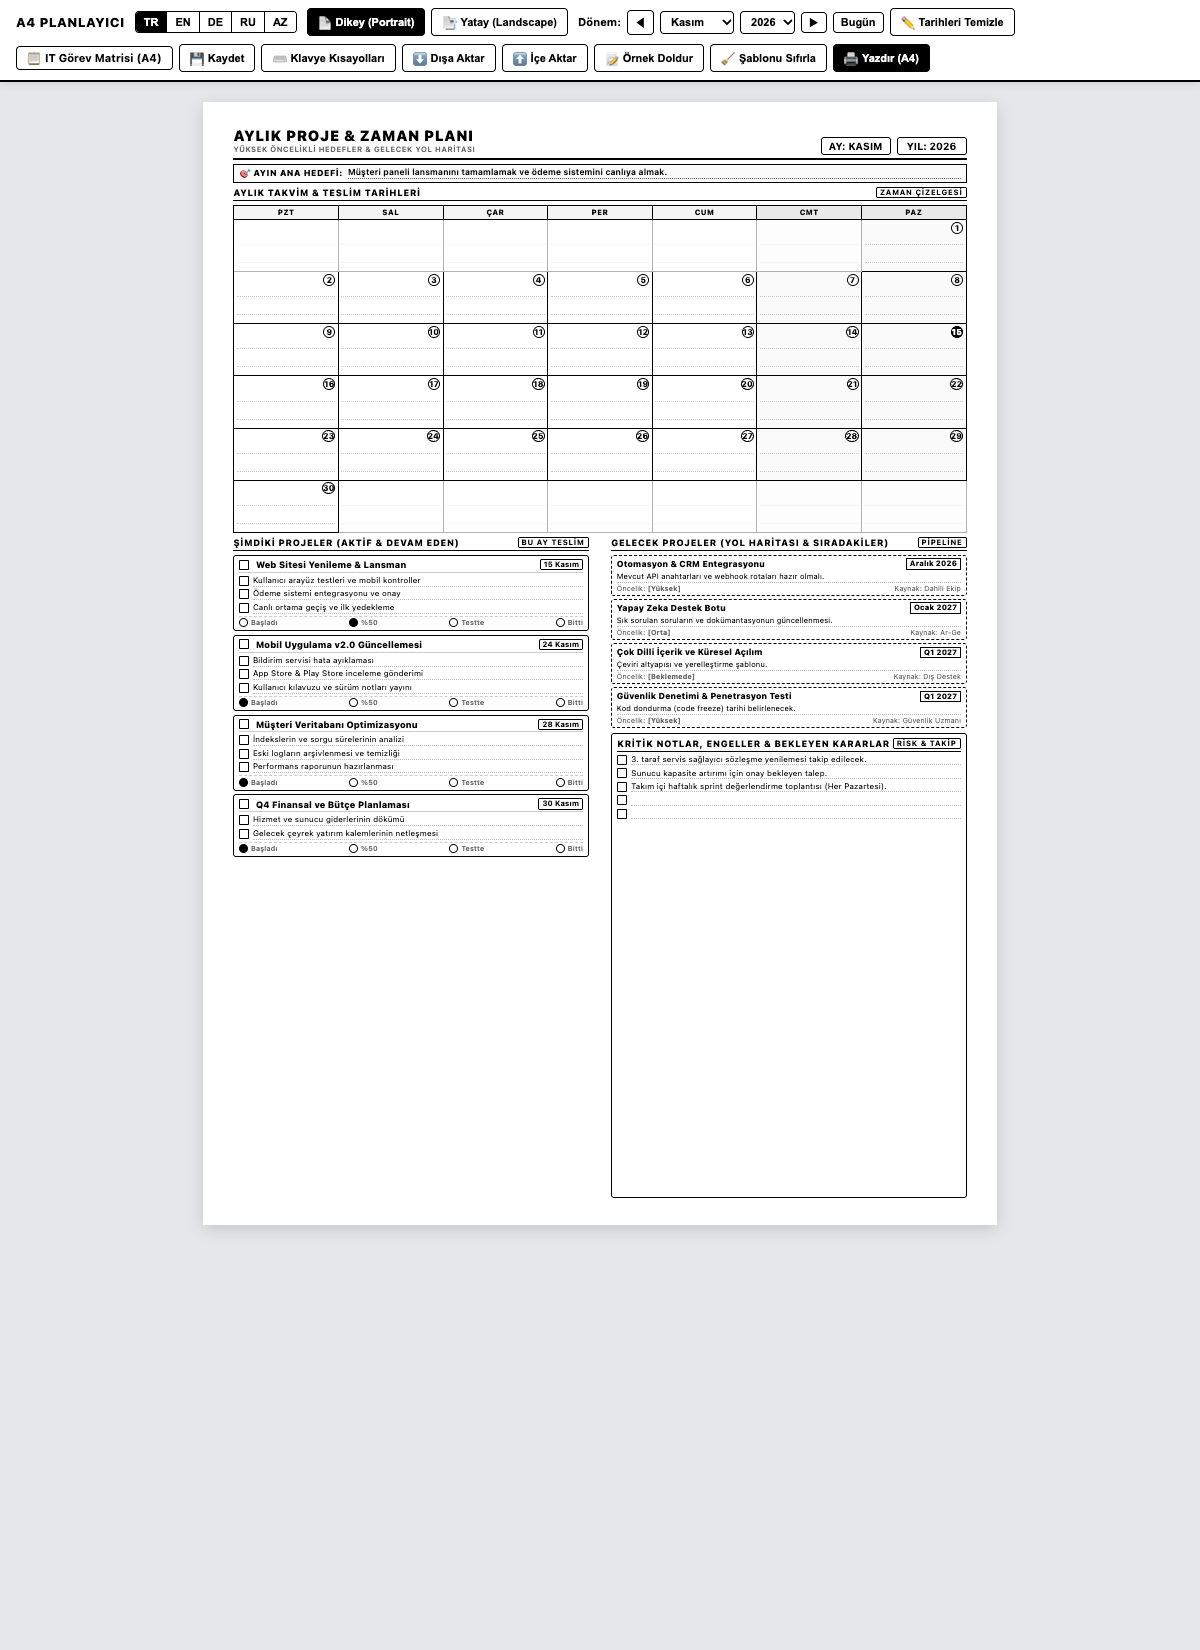 A4 PLANLAYICI TR EN DE RU AZ Dikey (Portrait) Yatay (Landscape) Dönem: ◀ Kasım 2026 ▶ Bugün Tarihleri Temizle
IT Görev Matrisi (A4) Kaydet Klavye Kısayolları Dışa Aktar İçe Aktar Örnek Doldur Şablonu Sıfırla Yazdır (A4)
AYLIK PROJE & ZAMAN PLANI
YÜKSEK ÖNCELİKLİ HEDEFLER & GELECEK YOL HARİTASI
AY: KASIM YIL: 2026
AYIN ANA HEDEFİ: Müşteri paneli lansmanını tamamlamak ve ödeme sistemini canlıya almak.
AYLIK TAKVİM & TESLİM TARİHLERİ ZAMAN ÇİZELGESİ
PZT SAL ÇAR PER CUM CMT PAZ
1
2 3 4 5 6 7 8
9 10 11 12 13 14 15
16 17 18 19 20 21 22
23 24 25 26 27 28 29
30
ŞİMDİKİ PROJELER (AKTİF & DEVAM EDEN) BU AY TESLİM
Web Sitesi Yenileme & Lansman 15 Kasım
Kullanıcı arayüz testleri ve mobil kontroller
Ödeme sistemi entegrasyonu ve onay
Canlı ortama geçiş ve ilk yedekleme
Başladı %50 Testte Bitti
Mobil Uygulama v2.0 Güncellemesi 24 Kasım
Bildirim servisi hata ayıklaması
App Store & Play Store inceleme gönderimi
Kullanıcı kılavuzu ve sürüm notları yayını
Başladı %50 Testte Bitti
Müşteri Veritabanı Optimizasyonu 28 Kasım
İndekslerin ve sorgu sürelerinin analizi
Eski logların arşivlenmesi ve temizliği
Performans raporunun hazırlanması
Başladı %50 Testte Bitti
Q4 Finansal ve Bütçe Planlaması 30 Kasım
Hizmet ve sunucu giderlerinin dökümü
Gelecek çeyrek yatırım kalemlerinin netleşmesi
Başladı %50 Testte Bitti
GELECEK PROJELER (YOL HARİTASI & SIRADAKİLER) PİPELİNE
Otomasyon & CRM Entegrasyonu Aralık 2026
Mevcut API anahtarları ve webhook rotaları hazır olmalı.
Öncelik: [Yüksek] Kaynak: Dahili Ekip
Yapay Zeka Destek Botu Ocak 2027
Sık sorulan soruların ve dokümantasyonun güncellenmesi.
Öncelik: [Orta] Kaynak: Ar-Ge
Çok Dilli İçerik ve Küresel Açılım Q1 2027
Çeviri altyapısı ve yerelleştirme şablonu.
Öncelik: [Beklemede] Kaynak: Dış Destek
Güvenlik Denetimi & Penetrasyon Testi Q1 2027
Kod dondurma (code freeze) tarihi belirlenecek.
Öncelik: [Yüksek] Kaynak: Güvenlik Uzmanı
KRİTİK NOTLAR, ENGELLER & BEKLEYEN KARARLAR RİSK & TAKİP
3. taraf servis sağlayıcı sözleşme yenilemesi takip edilecek.
Sunucu kapasite artırımı için onay bekleyen talep.
Takım içi haftalık sprint değerlendirme toplantısı (Her Pazartesi).